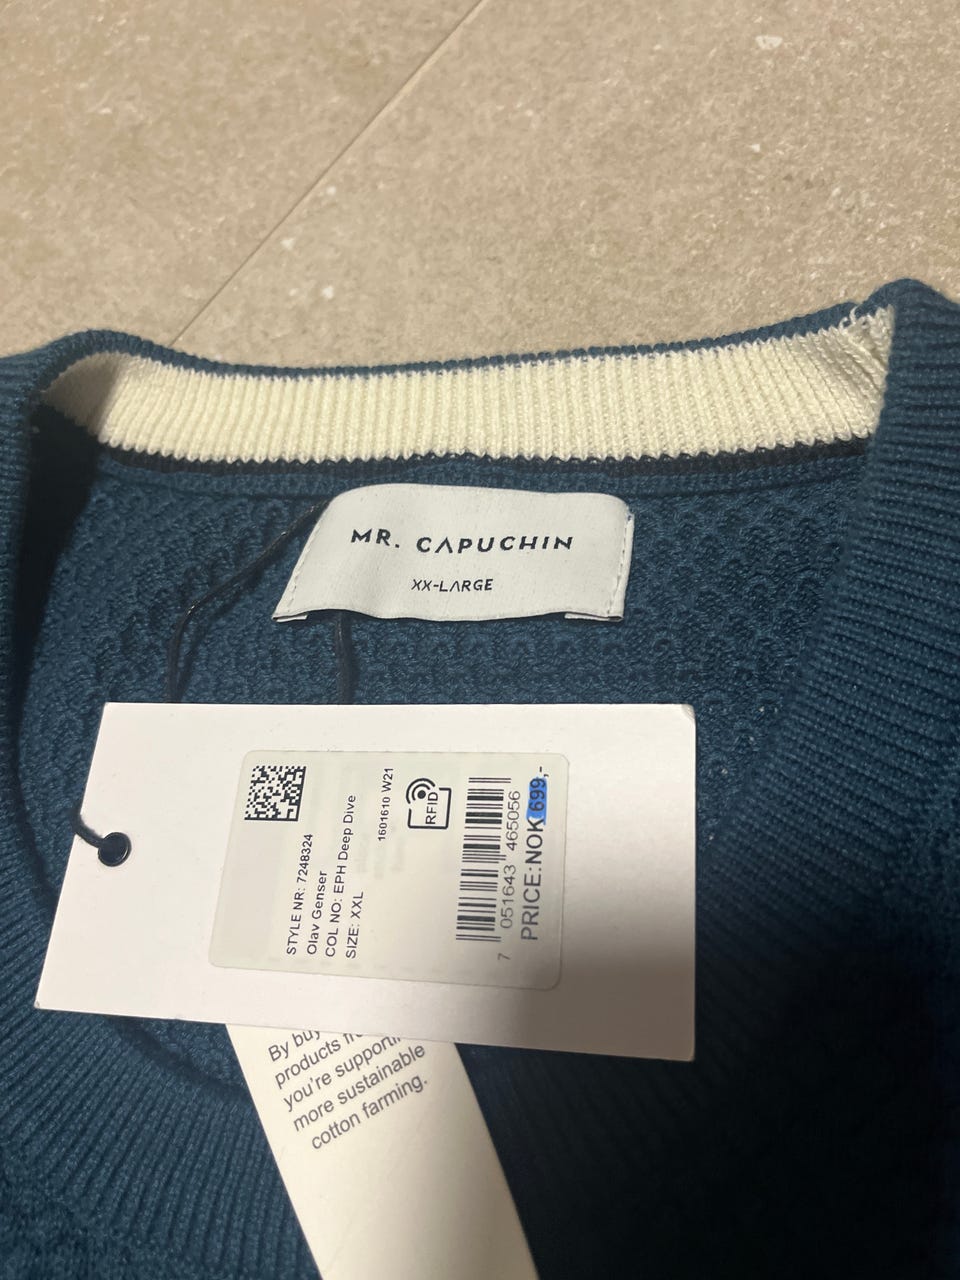 MR. CAPUCHIN
XX-LARGE
STYLE NR: 7248324
Olav Genser
COL NO: EPH Deep Dive
SIZE: XXL
1601610 W21
RFID
7 051643 465056
PRICE:NOK 699,-
By buy
products fr
you're supporti
more sustainable
cotton farming.